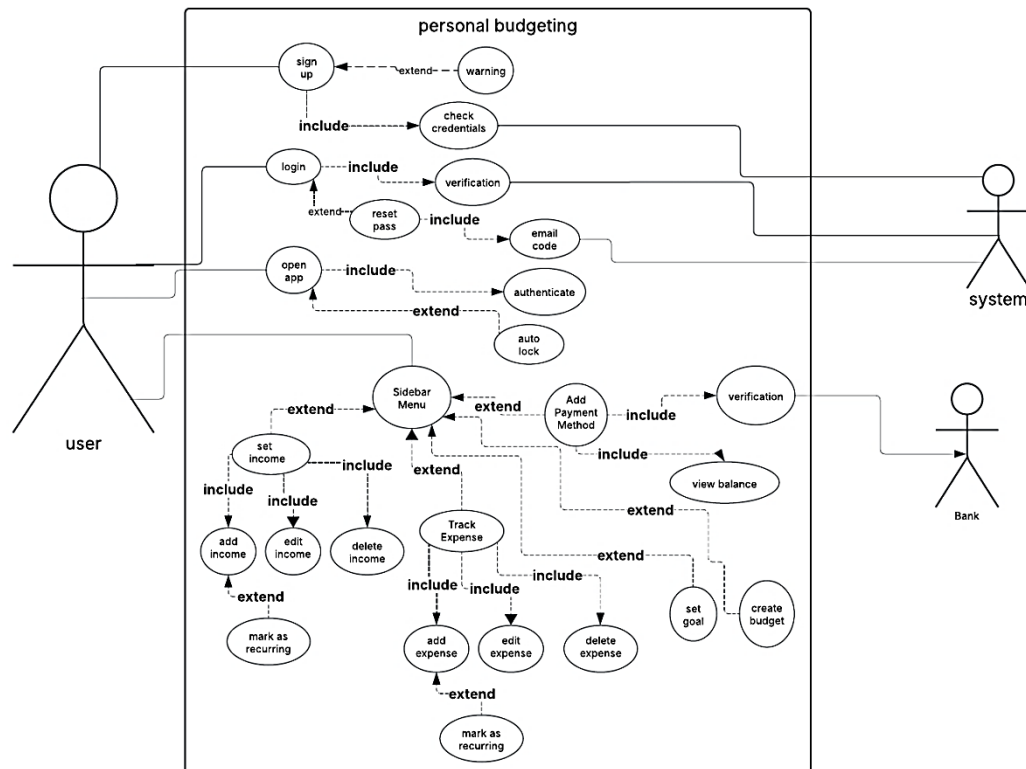 personal budgeting
sign
up
extend
warning
include
check
credentials
login
include
verification
extend
reset
pass
include
email
code
open
app
include
authenticate
extend
auto
lock
system
user
Sidebar
Menu
extend
extend
Add
Payment
Method
include
verification
set
income
extend
include
view balance
Bank
include
include
include
add
income
edit
income
delete
income
Track
Expense
extend
extend
include
include
include
extend
set
goal
create
budget
extend
mark as
recurring
add
expense
edit
expense
delete
expense
extend
mark as
recurring